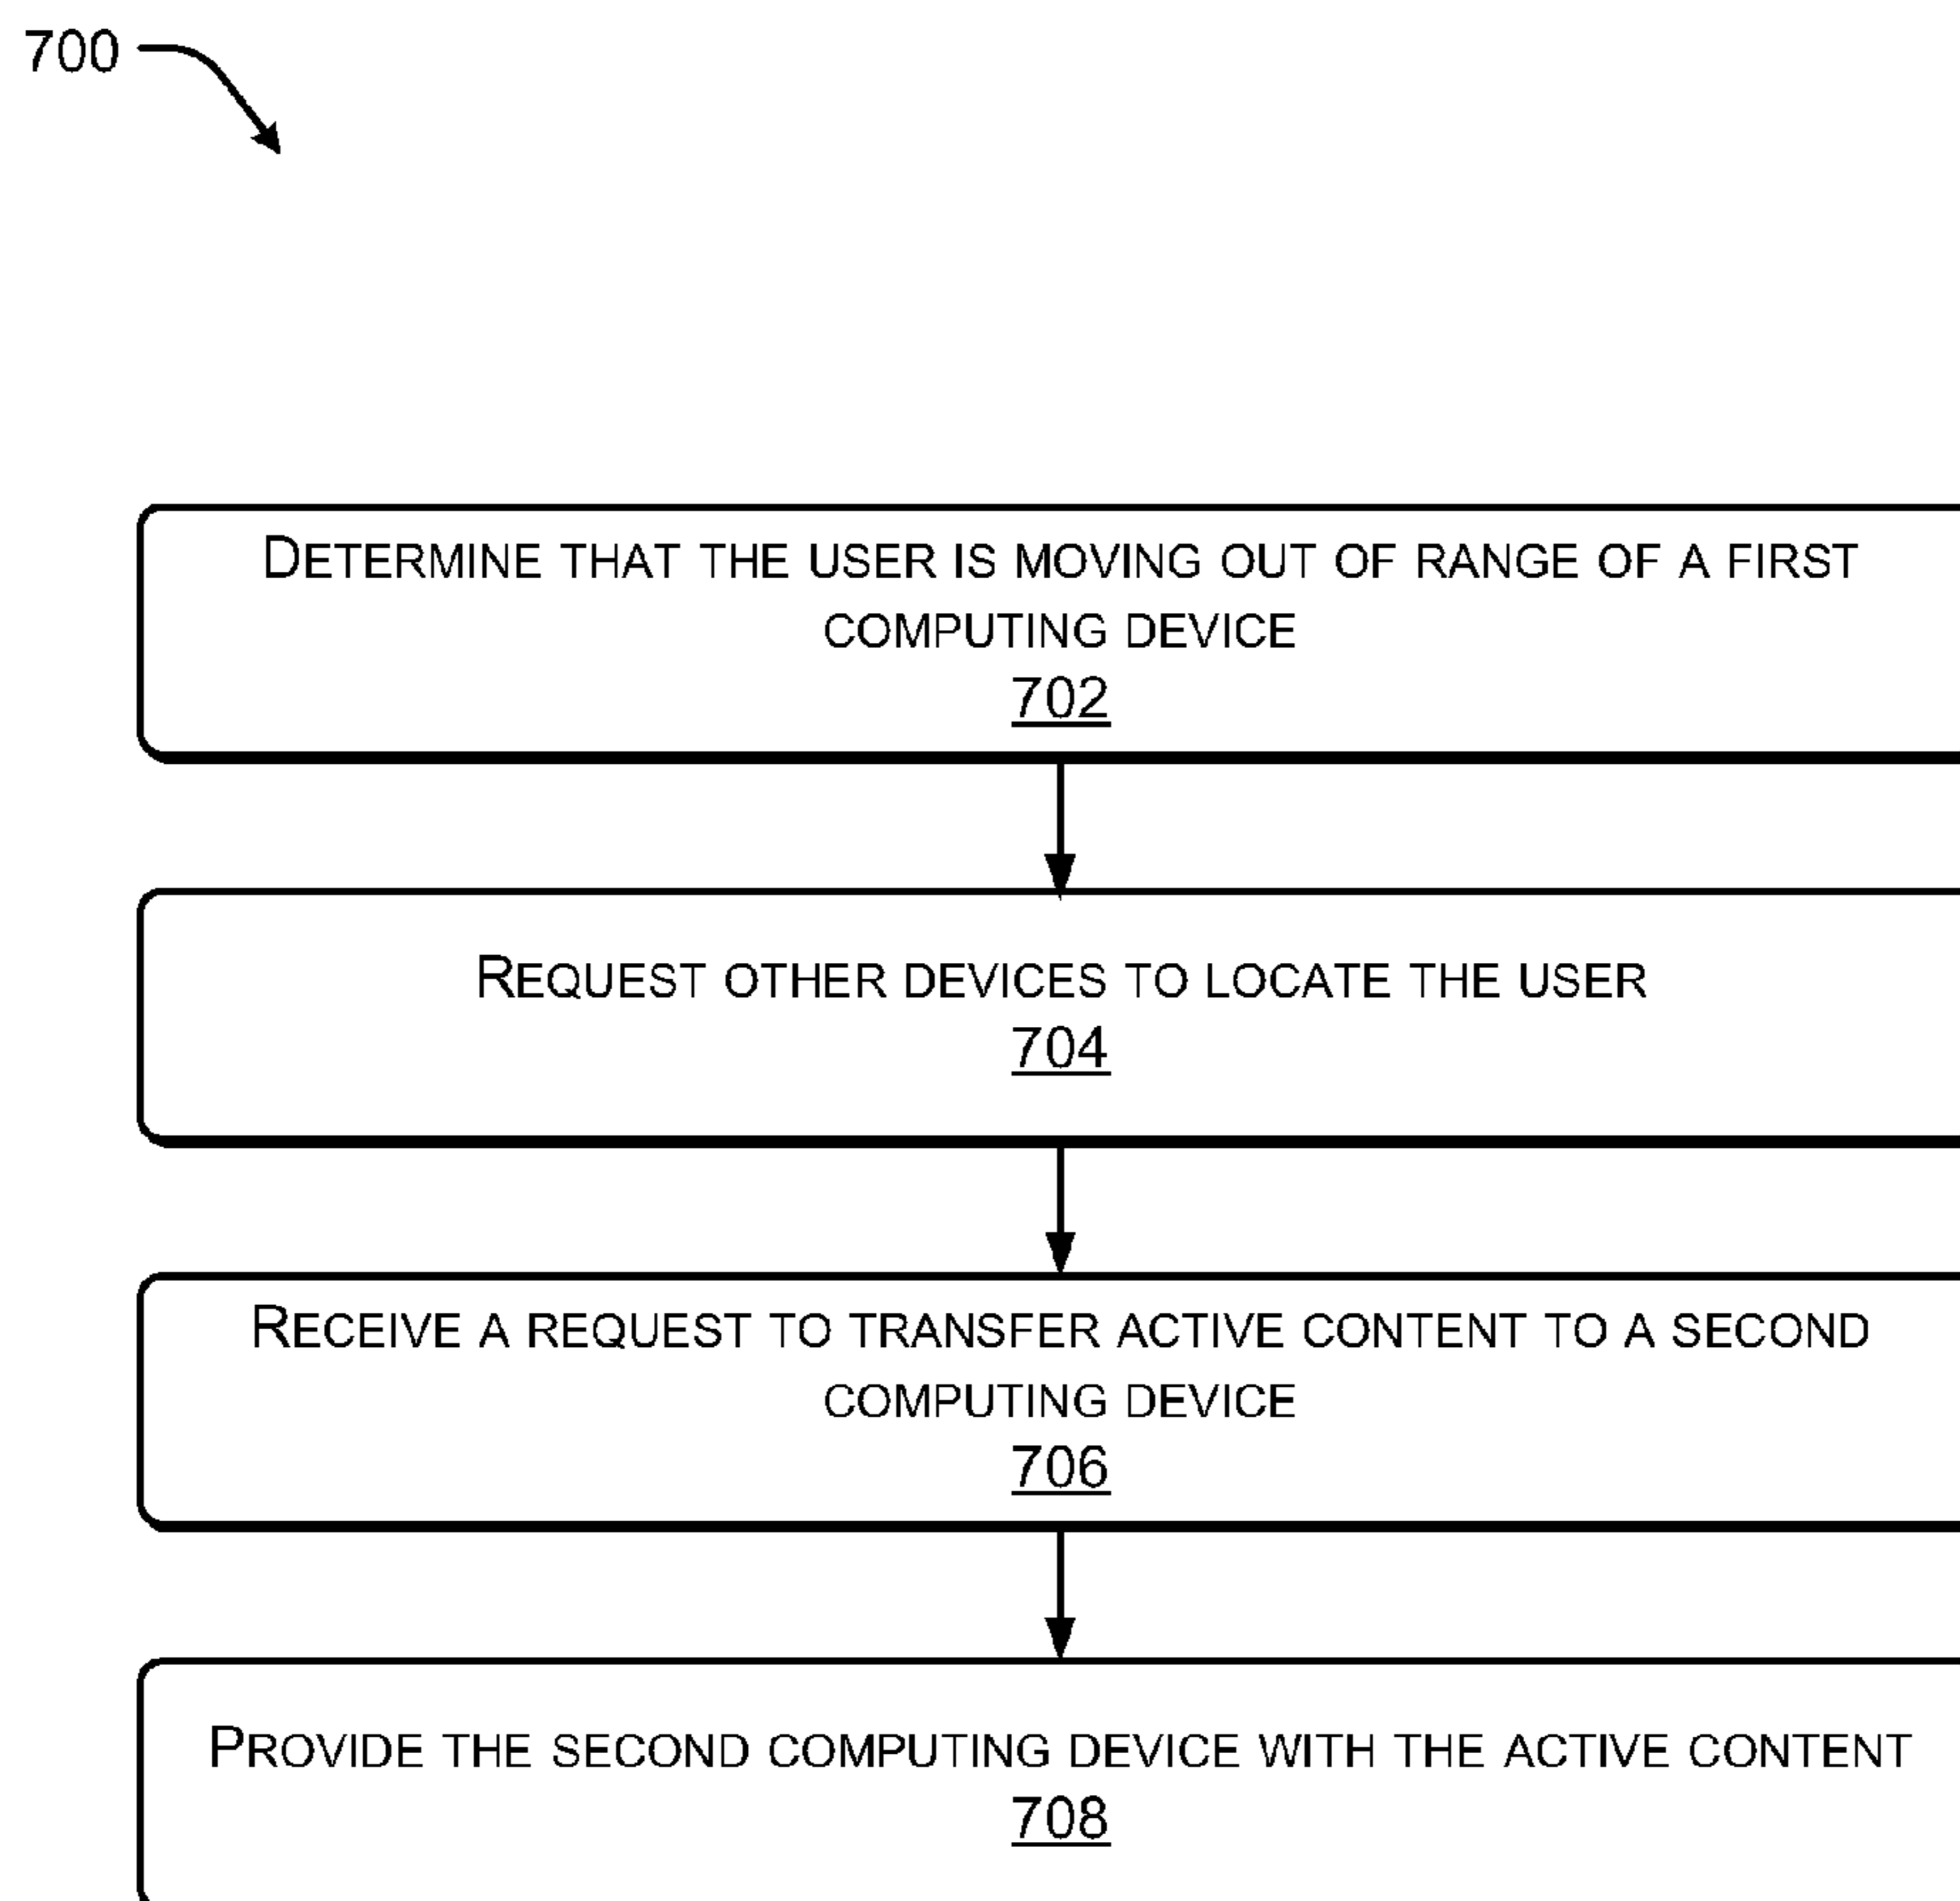 700
Determine that the user is moving out of range of a first
computing device
702
Request other devices to locate the user
704
Receive a request to transfer active content to a second
computing device
706
Provide the second computing device with the active content
708